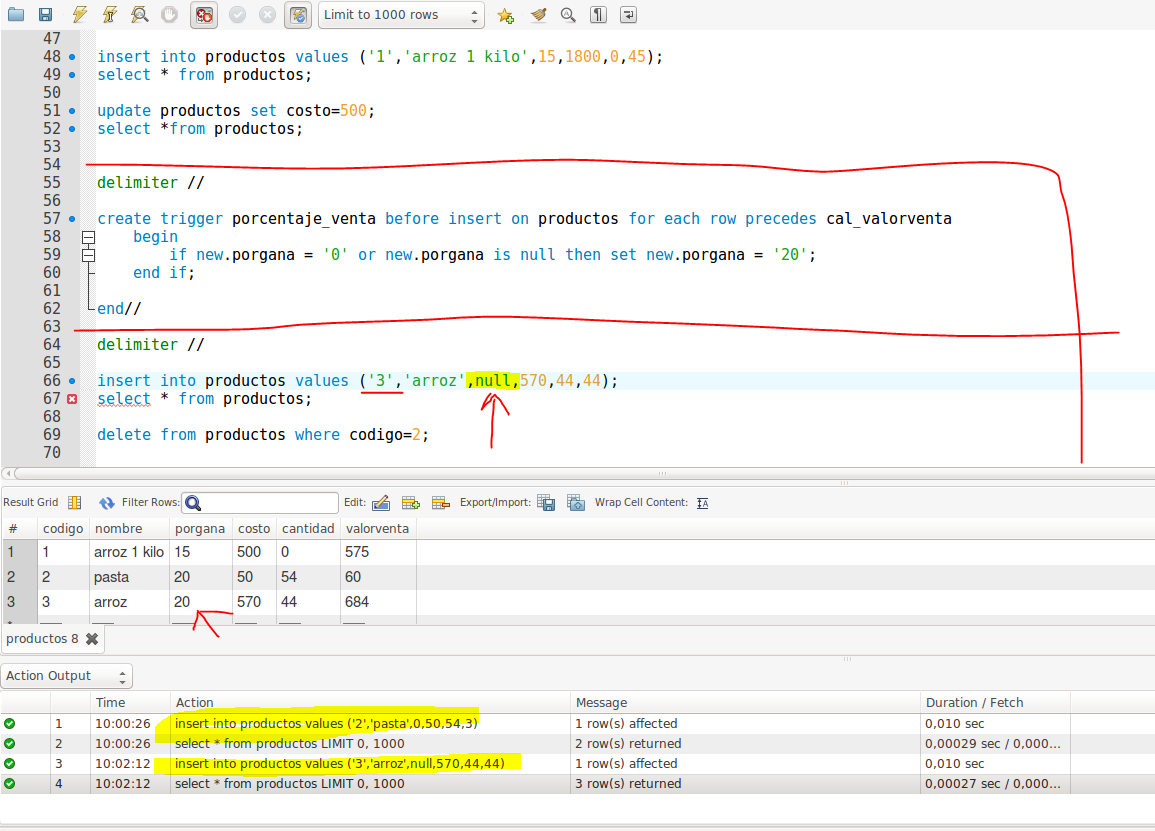 Limit to 1000 rows
47
48 insert into productos values ('1','arroz 1 kilo',15,1800,0,45);
49 select * from productos;
50
51 update productos set costo=500;
52 select *from productos;
53
54
55 delimiter //
56
57 create trigger porcentaje_venta before insert on productos for each row precedes cal_valorventa
58 begin
59 if new.porgana = '0' or new.porgana is null then set new.porgana = '20';
60 end if;
61
62 end//
63
64 delimiter //
65
66 insert into productos values ('3','arroz',null,570,44,44);
67 select * from productos;
68
69 delete from productos where codigo=2;
70
Result Grid Filter Rows: Edit: Export/Import: Wrap Cell Content:
# codigo nombre porgana costo cantidad valorventa
1 1 arroz 1 kilo 15 500 0 575
2 2 pasta 20 50 54 60
3 3 arroz 20 570 44 684
productos 8
Action Output
Time Action Message Duration / Fetch
1 10:00:26 insert into productos values ('2','pasta',0,50,54,3) 1 row(s) affected 0,010 sec
2 10:00:26 select * from productos LIMIT 0, 1000 2 row(s) returned 0,00029 sec / 0,000...
3 10:02:12 insert into productos values ('3','arroz',null,570,44,44) 1 row(s) affected 0,010 sec
4 10:02:12 select * from productos LIMIT 0, 1000 3 row(s) returned 0,00027 sec / 0,000...